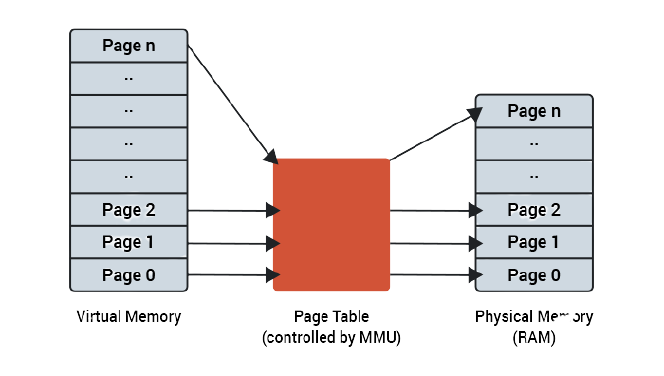 Page n
..
..
..
..
Page 2
Page 1
Page 0
Virtual Memory
Page Table
(controlled by MMU)
Page n
..
..
Page 2
Page 1
Page 0
Physical
(RAM)